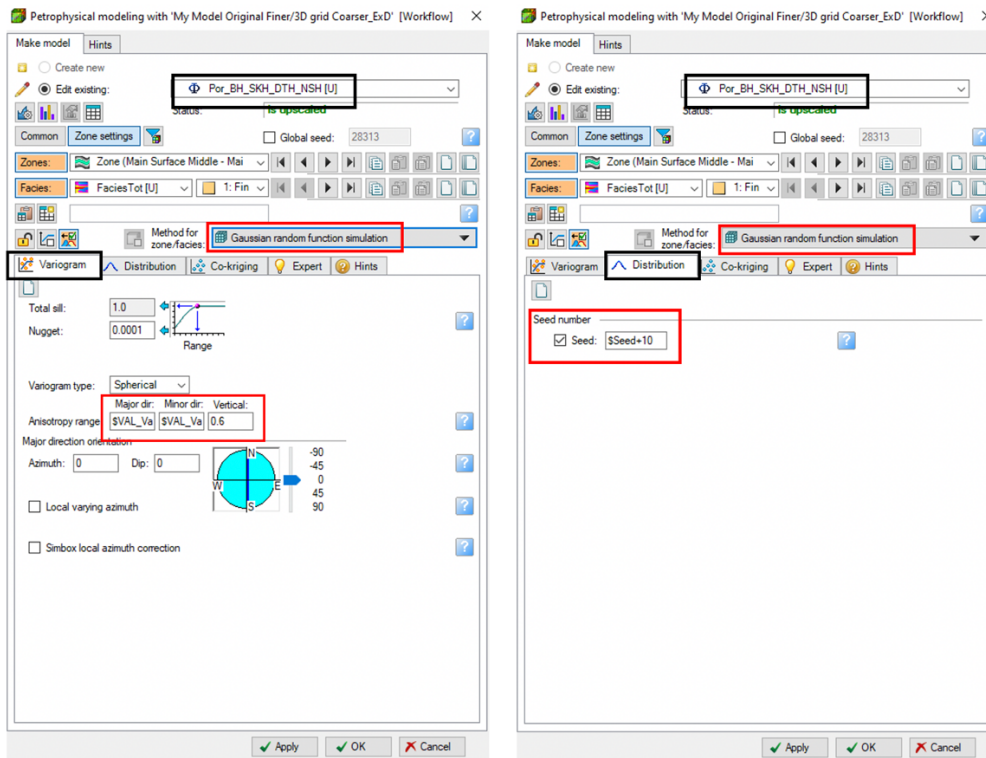 Petrophysical modeling with 'My Model Original Finer/3D grid Coarser_ExD' [Workflow]
Make model Hints
Create new
Edit existing: Φ Por_BH_SKH_DTH_NSH [U]
Status: Is upscaled
Common Zone settings Global seed: 28313 ?
Zones: Zone (Main Surface Middle - Mai
Facies: FaciesTot [U] 1: Fin
?
Method for
zone/facies: Gaussian random function simulation
Variogram Distribution Co-kriging Expert Hints
Total sill: 1.0
Nugget: 0.0001
Range
?
Variogram type: Spherical
Major dir: Minor dir: Vertical:
Anisotropy range $VAL_Va $VAL_Va 0.6 ?
Major direction orientation
Azimuth: 0 Dip: 0 ?
N
W E
S
-90
-45
0
45
90
Local varying azimuth ?
Simbox local azimuth correction ?
Apply OK Cancel
Petrophysical modeling with 'My Model Original Finer/3D grid Coarser_ExD' [Workflow]
Make model Hints
Create new
Edit existing: Φ Por_BH_SKH_DTH_NSH [U]
Status: Is upscaled
Common Zone settings Global seed: 28313 ?
Zones: Zone (Main Surface Middle - Mai
Facies: FaciesTot [U] 1: Fin
?
Method for
zone/facies: Gaussian random function simulation
Variogram Distribution Co-kriging Expert Hints
Seed number
Seed: $Seed+10 ?
Apply OK Cancel